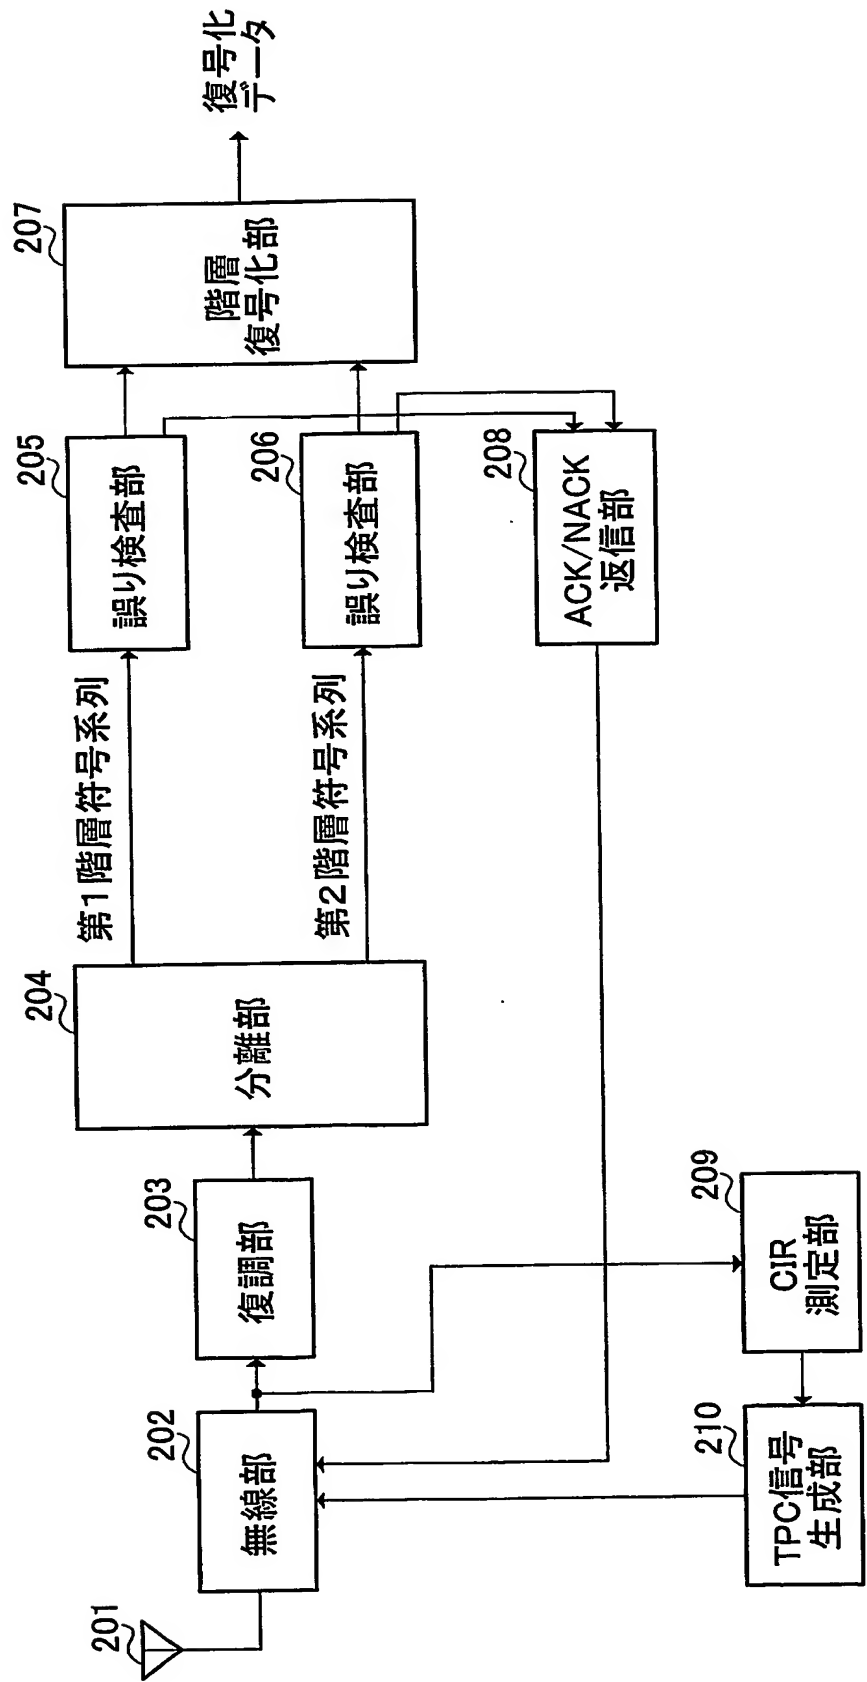 201
202
無線部
203
復調部
204
分離部
第1階層符号系列
第2階層符号系列
205
誤り検査部
206
誤り検査部
207
階層
復号化部
復号化
データ
208
ACK/NACK
返信部
209
CIR
測定部
210
TPC信号
生成部